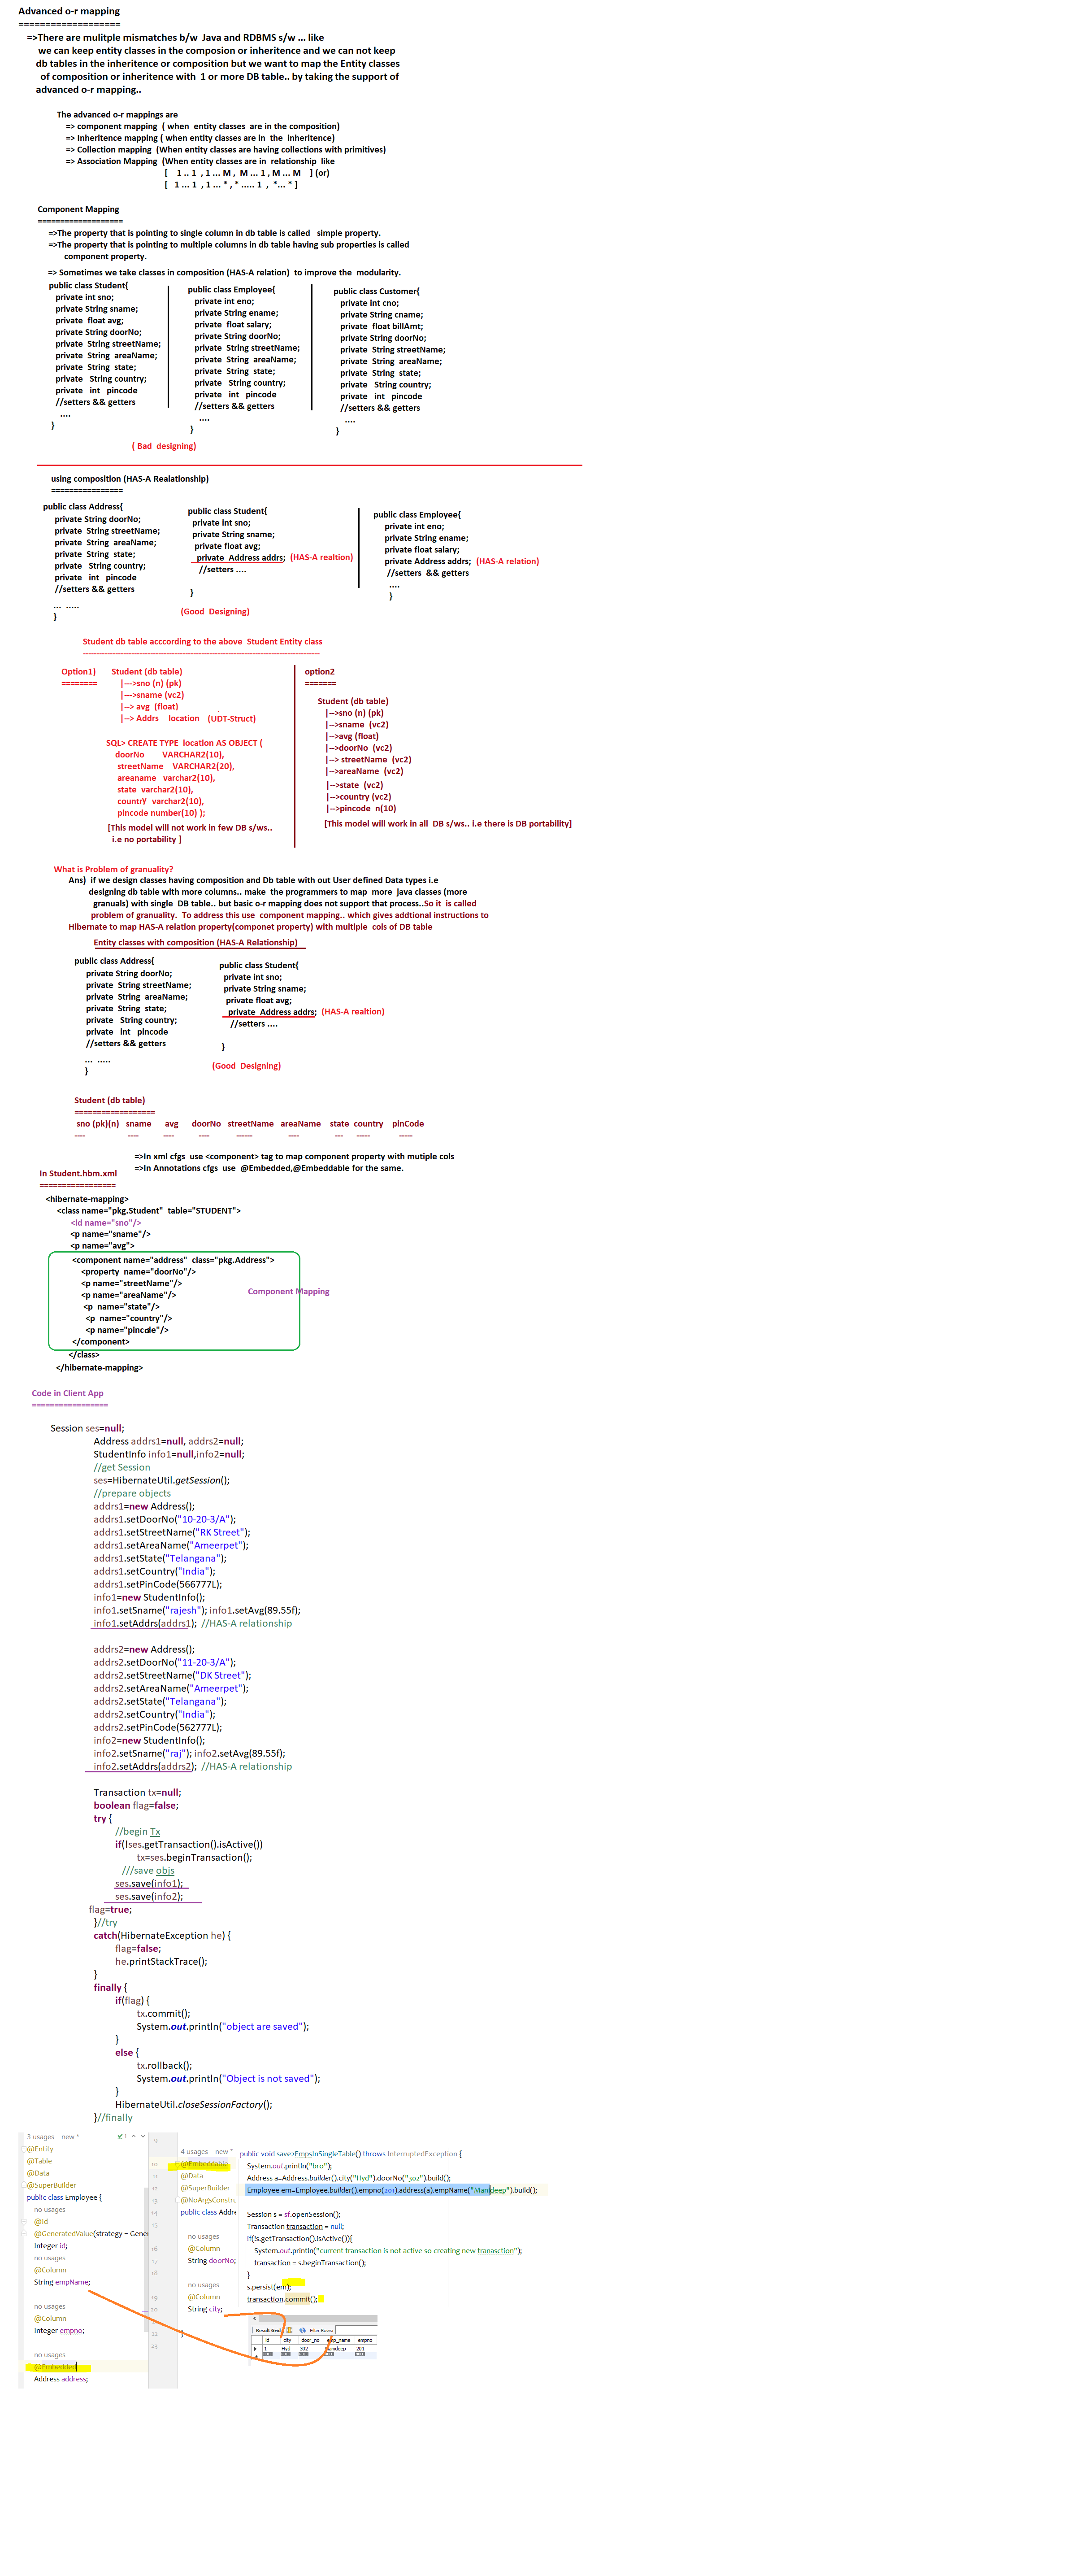 Advanced o-r mapping
===================
=>There are mulitple mismatches b/w Java and RDBMS s/w ... like
we can keep entity classes in the composion or inheritence and we can not keep
db tables in the inheritence or composition but we want to map the Entity classes
of composition or inheritence with 1 or more DB table.. by taking the support of
advanced o-r mapping..
The advanced o-r mappings are
=> component mapping ( when entity classes are in the composition)
=> Inheritence mapping ( when entity classes are in the inheritence)
=> Collection mapping (When entity classes are having collections with primitives)
=> Association Mapping (When entity classes are in relationship like
[ 1 .. 1 , 1 ... M , M ... 1 , M ... M ] (or)
[ 1 ... 1 , 1 ... * , * ..... 1 , *... * ]
Component Mapping
===================
=>The property that is pointing to single column in db table is called simple property.
=>The property that is pointing to multiple columns in db table having sub properties is called
component property.
=> Sometimes we take classes in composition (HAS-A relation) to improve the modularity.
public class Student{
private int sno;
private String sname;
private float avg;
private String doorNo;
private String streetName;
private String areaName;
private String state;
private String country;
private int pincode
//setters && getters
....
}
public class Employee{
private int eno;
private String ename;
private float salary;
private String doorNo;
private String streetName;
private String areaName;
private String state;
private String country;
private int pincode
//setters && getters
....
}
public class Customer{
private int cno;
private String cname;
private float billAmt;
private String doorNo;
private String streetName;
private String areaName;
private String state;
private String country;
private int pincode
//setters && getters
....
}
( Bad designing)
using composition (HAS-A Realationship)
================
public class Address{
private String doorNo;
private String streetName;
private String areaName;
private String state;
private String country;
private int pincode
//setters && getters
... .....
}
public class Student{
private int sno;
private String sname;
private float avg;
private Address addrs; (HAS-A realtion)
//setters ....
}
(Good Designing)
public class Employee{
private int eno;
private String ename;
private float salary;
private Address addrs; (HAS-A relation)
//setters && getters
....
}
Student db table acccording to the above Student Entity class
----------------------------------------------------------------------------------------
Option1) Student (db table)
========
|--->sno (n) (pk)
|--->sname (vc2)
|--> avg (float)
|--> Addrs location (UDT-Struct)
SQL> CREATE TYPE location AS OBJECT (
doorNo VARCHAR2(10),
streetName VARCHAR2(20),
areaname varchar2(10),
state varchar2(10),
country varchar2(10),
pincode number(10) );
[This model will not work in few DB s/ws..
i.e no portability ]
option2
=======
Student (db table)
|-->sno (n) (pk)
|-->sname (vc2)
|-->avg (float)
|-->doorNo (vc2)
|--> streetName (vc2)
|-->areaName (vc2)
|-->state (vc2)
|-->country (vc2)
|-->pincode n(10)
[This model will work in all DB s/ws.. i.e there is DB portability]
What is Problem of granuality?
Ans) if we design classes having composition and Db table with out User defined Data types i.e
designing db table with more columns.. make the programmers to map more java classes (more
granuals) with single DB table.. but basic o-r mapping does not support that process..So it is called
problem of granuality. To address this use component mapping.. which gives addtional instructions to
Hibernate to map HAS-A relation property(componet property) with multiple cols of DB table
Entity classes with composition (HAS-A Relationship)
public class Address{
private String doorNo;
private String streetName;
private String areaName;
private String state;
private String country;
private int pincode
//setters && getters
... .....
}
public class Student{
private int sno;
private String sname;
private float avg;
private Address addrs; (HAS-A realtion)
//setters ....
}
(Good Designing)
Student (db table)
==================
sno (pk)(n) sname avg doorNo streetName areaName state country pinCode
---- ---- ---- ---- ------ ---- --- ----- -----
=>In xml cfgs use <component> tag to map component property with mutiple cols
=>In Annotations cfgs use @Embedded,@Embeddable for the same.
In Student.hbm.xml
=================
<hibernate-mapping>
<class name="pkg.Student" table="STUDENT">
<id name="sno"/>
<p name="sname"/>
<p name="avg">
<component name="address" class="pkg.Address">
<property name="doorNo"/>
<p name="streetName"/>
<p name="areaName"/>
<p name="state"/>
<p name="country"/>
<p name="pincode"/>
</component>
Component Mapping
</class>
</hibernate-mapping>
Code in Client App
=================
Session ses=null;
Address addrs1=null, addrs2=null;
StudentInfo info1=null,info2=null;
//get Session
ses=HibernateUtil.getSession();
//prepare objects
addrs1=new Address();
addrs1.setDoorNo("10-20-3/A");
addrs1.setStreetName("RK Street");
addrs1.setAreaName("Ameerpet");
addrs1.setState("Telangana");
addrs1.setCountry("India");
addrs1.setPinCode(566777L);
info1=new StudentInfo();
info1.setSname("rajesh"); info1.setAvg(89.55f);
info1.setAddrs(addrs1); //HAS-A relationship
addrs2=new Address();
addrs2.setDoorNo("11-20-3/A");
addrs2.setStreetName("DK Street");
addrs2.setAreaName("Ameerpet");
addrs2.setState("Telangana");
addrs2.setCountry("India");
addrs2.setPinCode(562777L);
info2=new StudentInfo();
info2.setSname("raj"); info2.setAvg(89.55f);
info2.setAddrs(addrs2); //HAS-A relationship
Transaction tx=null;
boolean flag=false;
try {
//begin Tx
if(!ses.getTransaction().isActive())
tx=ses.beginTransaction();
///save objs
ses.save(info1);
ses.save(info2);
flag=true;
}//try
catch(HibernateException he) {
flag=false;
he.printStackTrace();
}
finally {
if(flag) {
tx.commit();
System.out.println("object are saved");
}
else {
tx.rollback();
System.out.println("Object is not saved");
}
HibernateUtil.closeSessionFactory();
}//finally
3 usages new *
1
@Entity
@Table
@Data
@SuperBuilder
public class Employee {
no usages
@Id
@GeneratedValue(strategy = Gener
Integer id;
no usages
@Column
String empName;
no usages
@Column
Integer empno;
no usages
@Embedded
Address address;
9
4 usages new *
10 @Embeddable
11 @Data
12 @SuperBuilder
13 @NoArgsConstru
14 public class Addre
15
no usages
16 @Column
17 String doorNo;
18
no usages
19 @Column
20 String city;
22 }
23
public void save2EmpsInSingleTable() throws InterruptedException {
System.out.println("bro");
Address a=Address.builder().city("Hyd").doorNo("302").build();
Employee em=Employee.builder().empno(201).address(a).empName("Manideep").build();
Session s = sf.openSession();
Transaction transaction = null;
if(!s.getTransaction().isActive()){
System.out.println("current transaction is not active so creating new tranasction");
transaction = s.beginTransaction();
}
s.persist(em);
transaction.commit();
Result Grid Filter Rows:
id city door_no emp_name empno
1 Hyd 302 Manideep 201
NULL NULL NULL NULL NULL